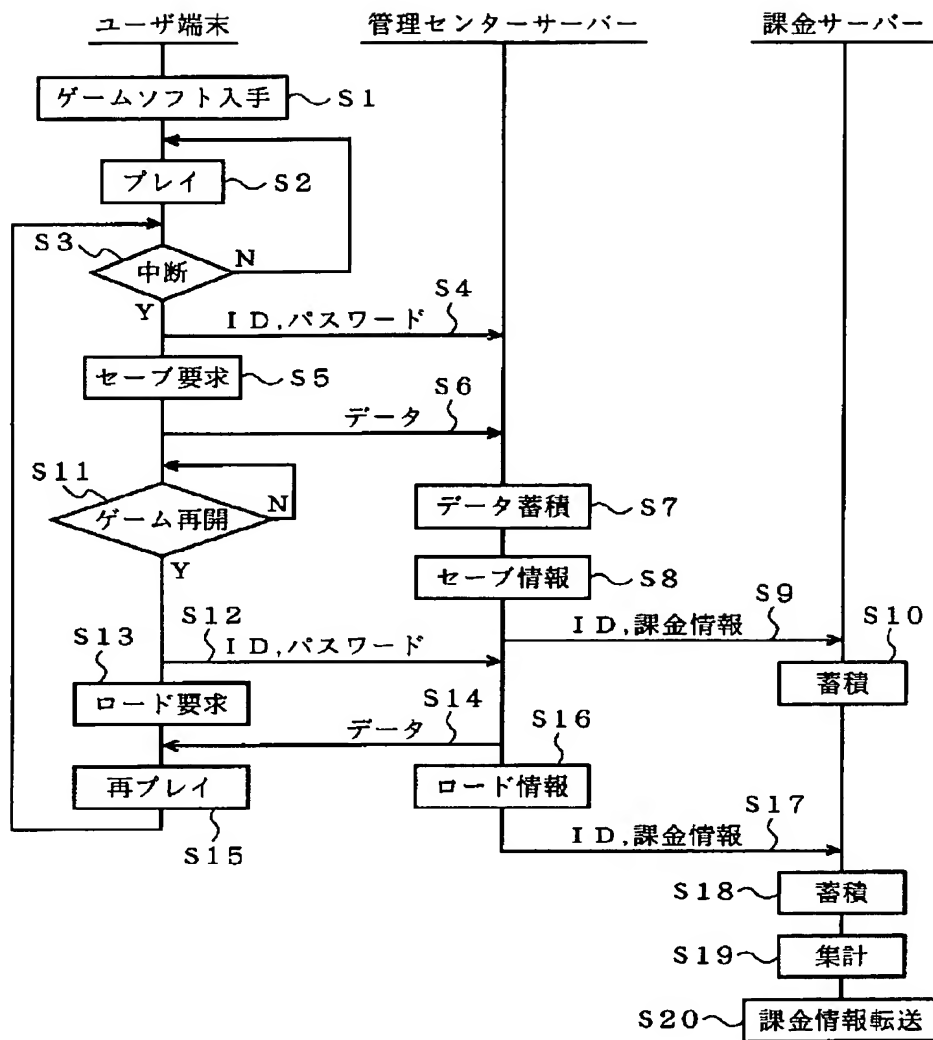 ユーザ端末 管理センターサーバー 課金サーバー
ゲームソフト入手 S1
プレイ S2
S3 中断 N
Y
S4
ID,パスワード
セーブ要求 S5
S6
データ
S11 ゲーム再開 N
Y
データ蓄積 S7
セーブ情報 S8
S9
ID,課金情報
S10
蓄積
S12
ID,パスワード
S13
ロード要求
S14
データ
S16
再プレイ ロード情報
S15
S17
ID,課金情報
S18 蓄積
S19 集計
S20 課金情報転送